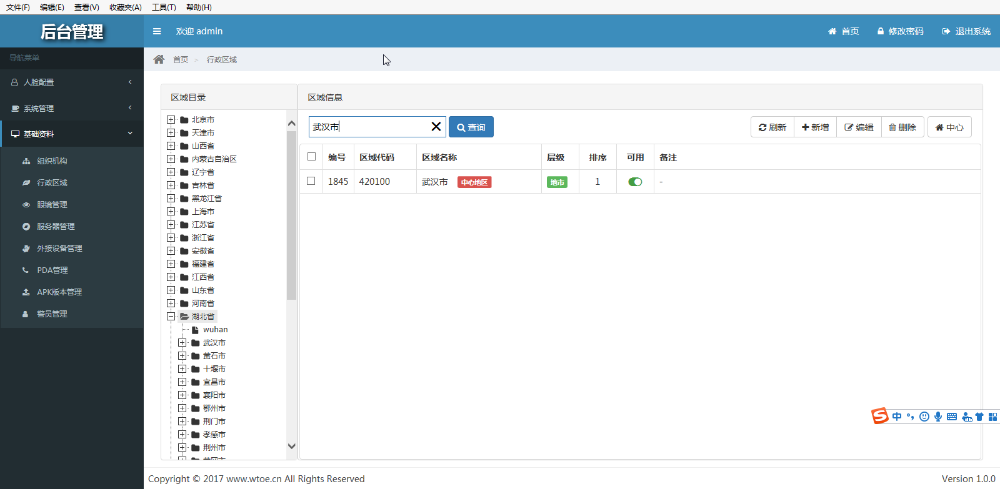 文件(F) 编辑(E) 查看(V) 收藏夹(A) 工具(T) 帮助(H)
后台管理 欢迎 admin 首页 修改密码 退出系统
导航菜单
人脸配置
系统管理
基础资料
组织机构
行政区域
眼镜管理
服务器管理
外接设备管理
PDA管理
APK版本管理
警员管理
首页 > 行政区域
区域目录
北京市
天津市
山西省
内蒙古自治区
辽宁省
吉林省
黑龙江省
上海市
江苏省
浙江省
安徽省
福建省
江西省
山东省
河南省
湖北省
wuhan
武汉市
黄石市
十堰市
宜昌市
襄阳市
鄂州市
荆门市
孝感市
荆州市
区域信息
武汉市 查询 刷新 新增 编辑 删除 中心
编号 区域代码 区域名称 层级 排序 可用 备注
1845 420100 武汉市 中心地区 地市 1 -
S 中 36
Copyright © 2017 www.wtoe.cn All Rights Reserved Version 1.0.0